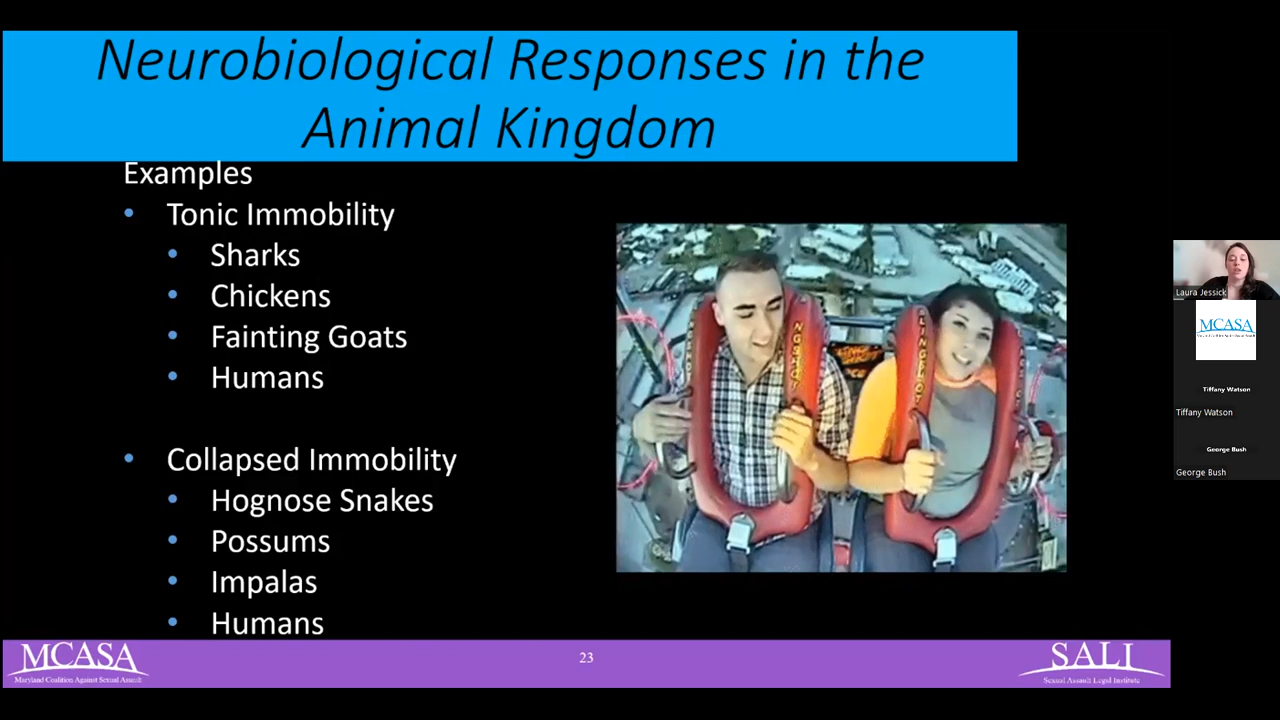 Neurobiological Responses in the
Animal Kingdom
Examples
• Tonic Immobility
• Sharks
• Chickens
• Fainting Goats
• Humans
• Collapsed Immobility
• Hognose Snakes
• Possums
• Impalas
• Humans
MCASA
Maryland Coalition Against Sexual Assault
23
SALI
Sexual Assault Legal Institute
Laura Jessick
MCASA
Tiffany Watson
Tiffany Watson
George Bush
George Bush